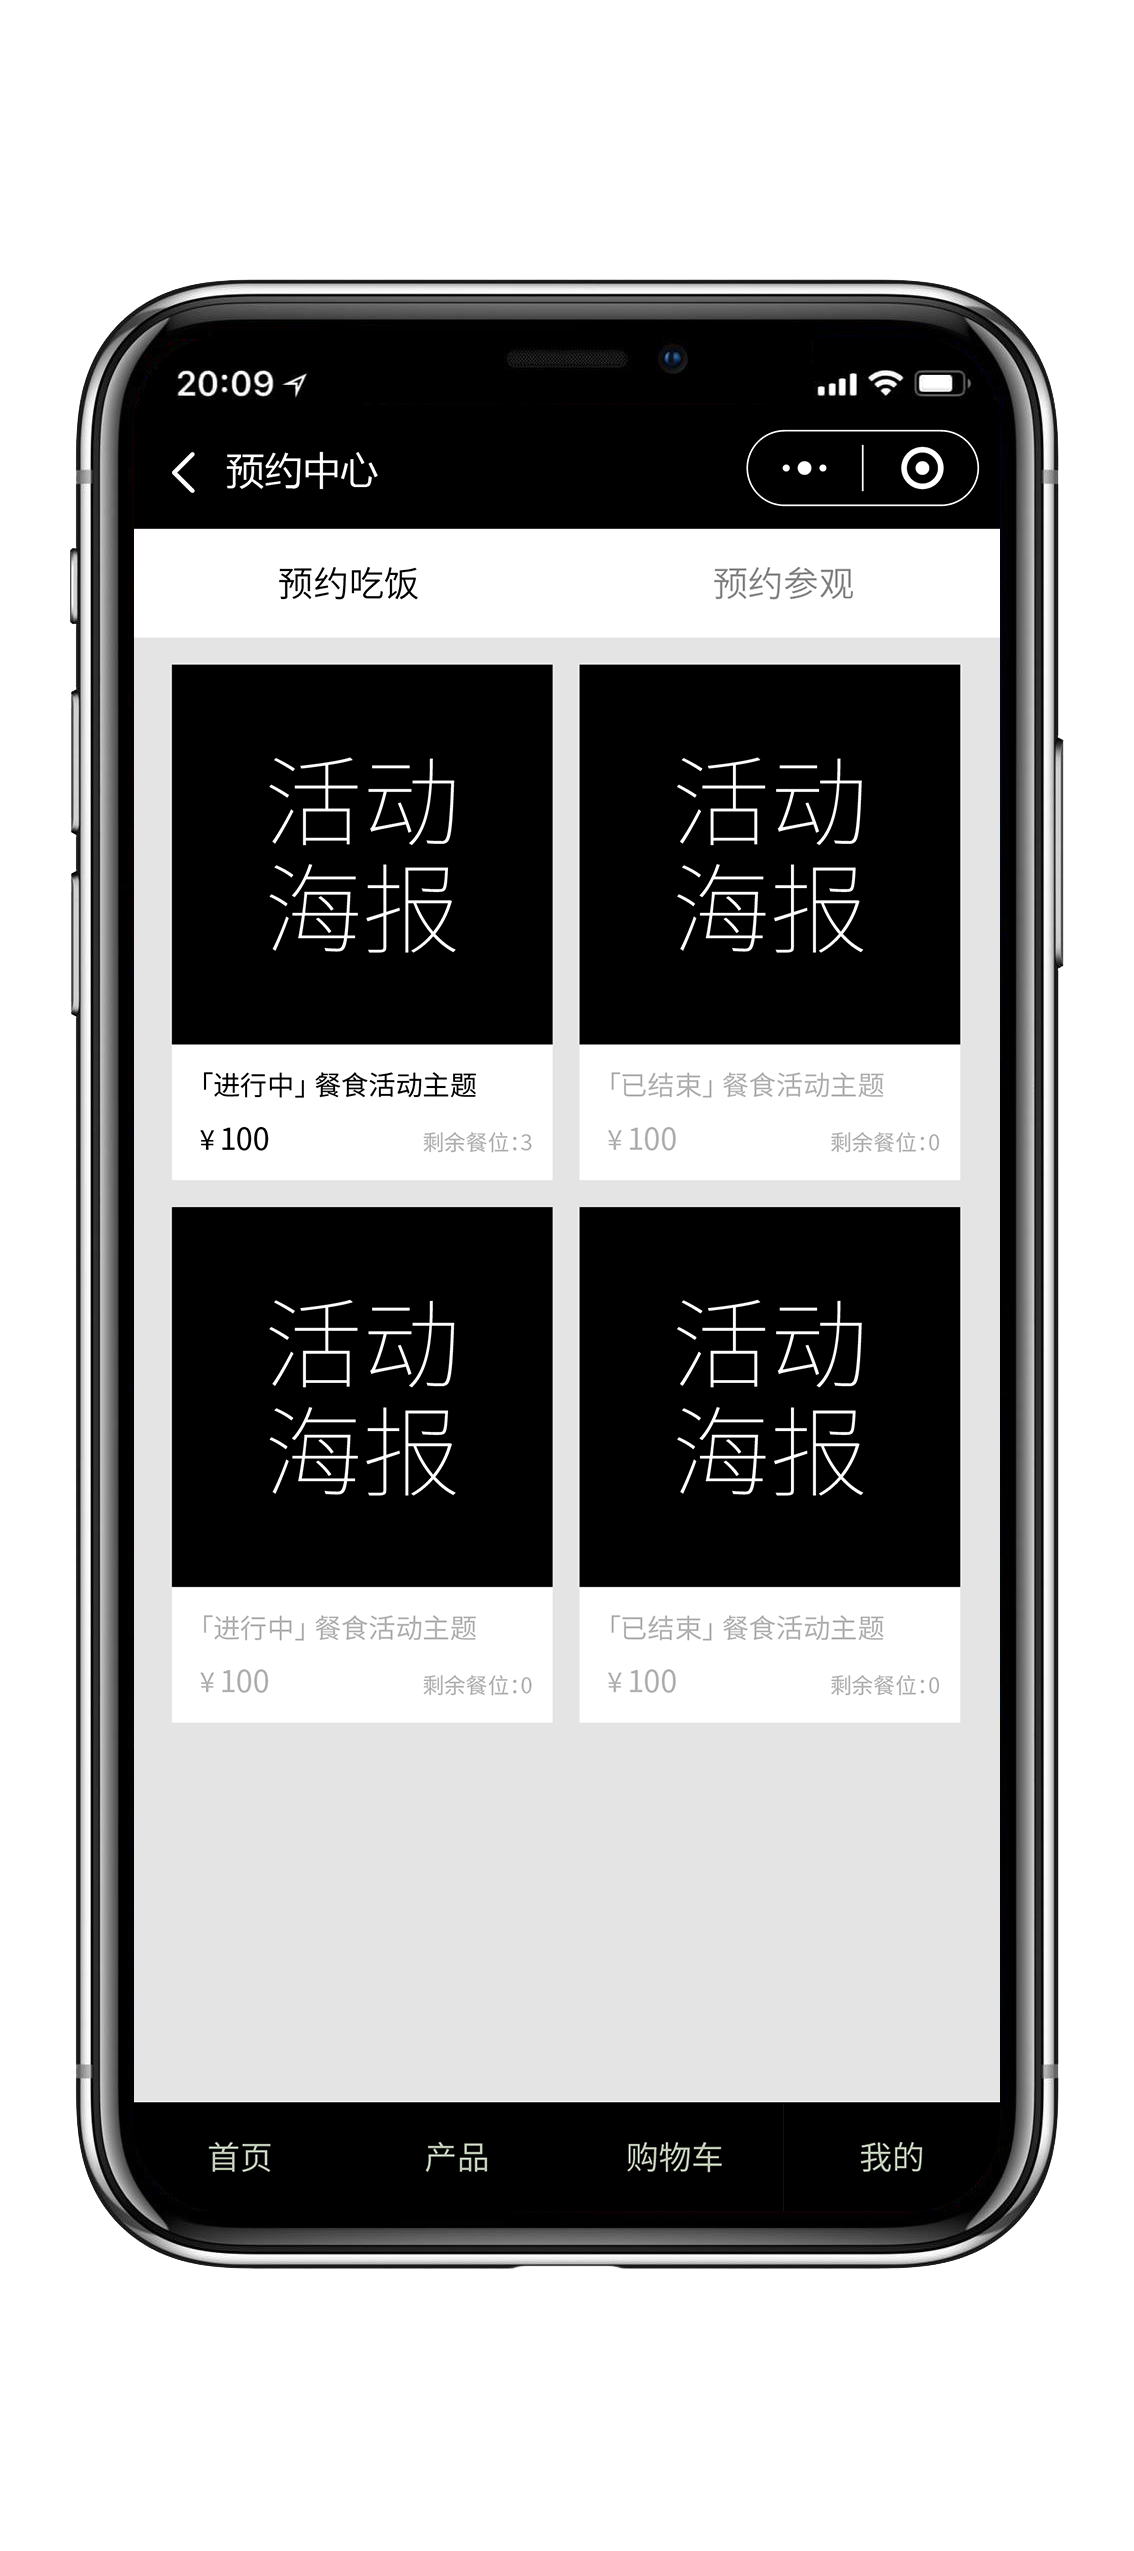 20:09
预约中心
预约吃饭 预约参观
活动 活动
海报 海报
「进行中」餐食活动主题 「已结束」餐食活动主题
¥100 剩余餐位:3 ¥100 剩余餐位:0
活动 活动
海报 海报
「进行中」餐食活动主题 「已结束」餐食活动主题
¥100 剩余餐位:0 ¥100 剩余餐位:0
首页 产品 购物车 我的